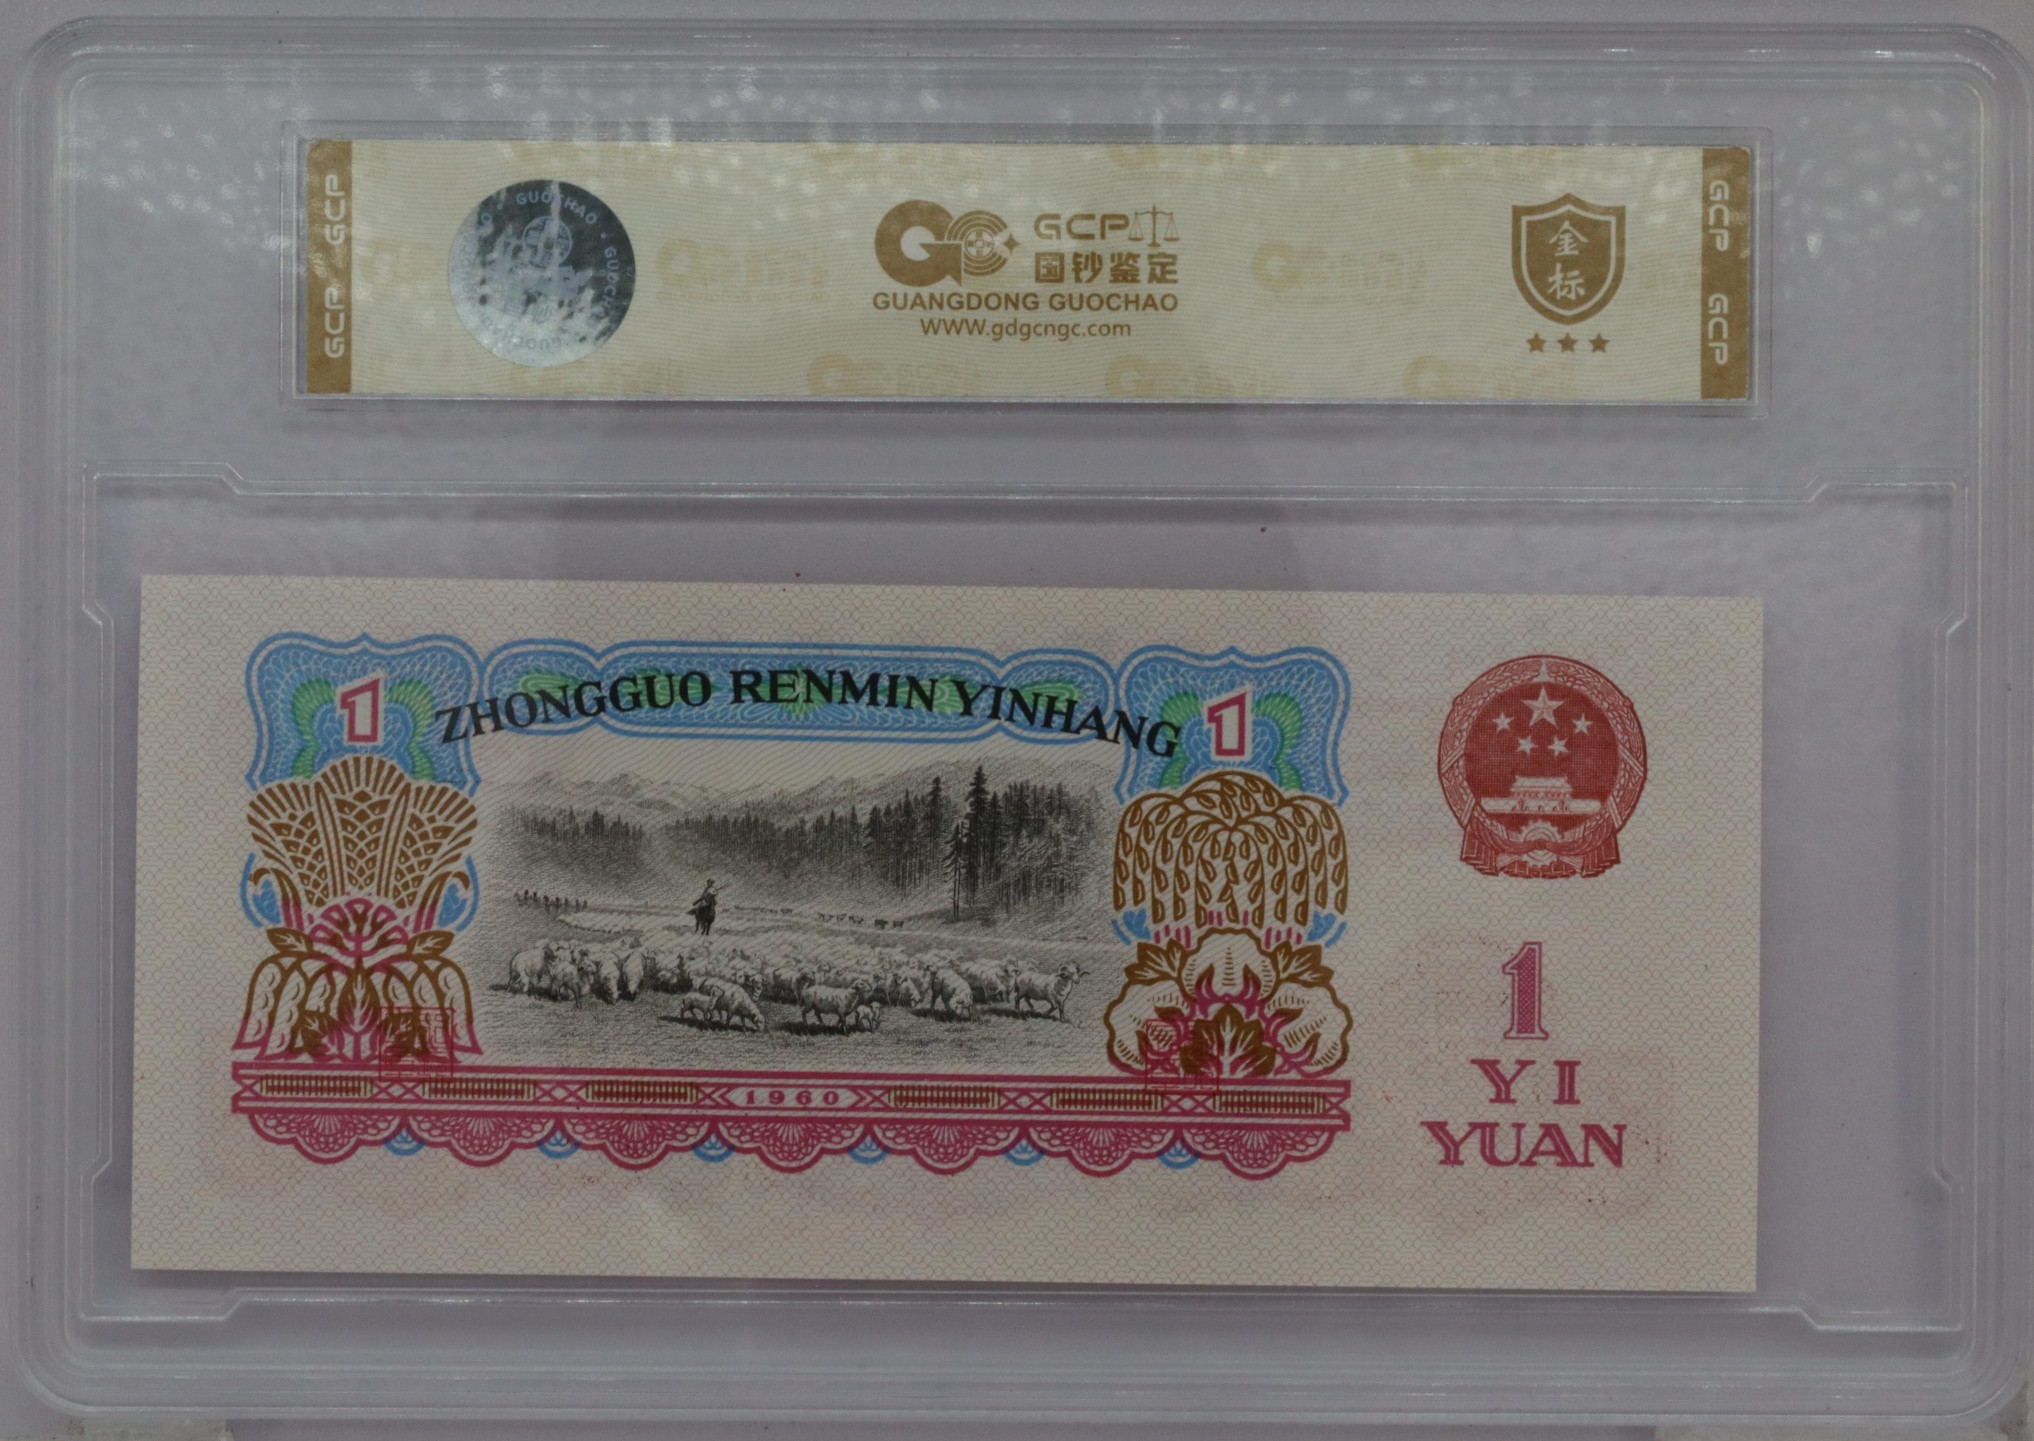 GCP GCP
GUOCHAO
GCP
国钞鉴定
GUANGDONG GUOCHAO
WWW.gdgcngc.com
金标
GCP GCP
1
ZHONGGUO RENMIN YINHANG
1
1960
1
YI
YUAN